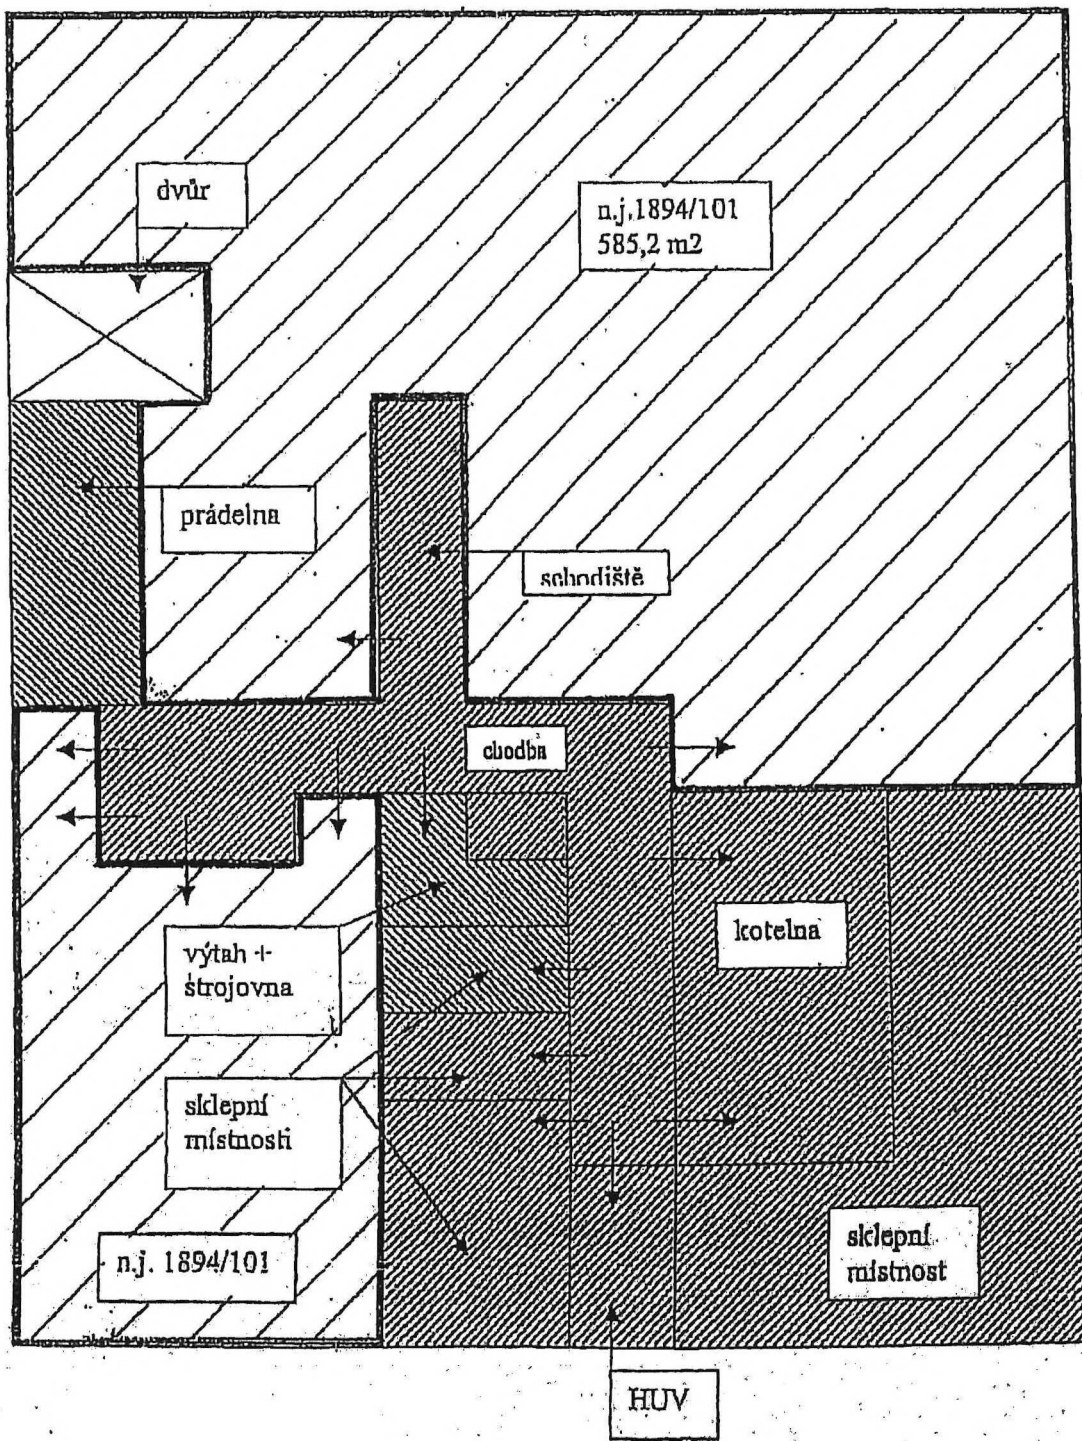 dvůr
n.j.1894/101
585,2 m2
prádelna
schodiště
chodba
kotelna
výtah +
strojovna
sklepní
místnosti
n.j. 1894/101
sklepní
místnost
HUV